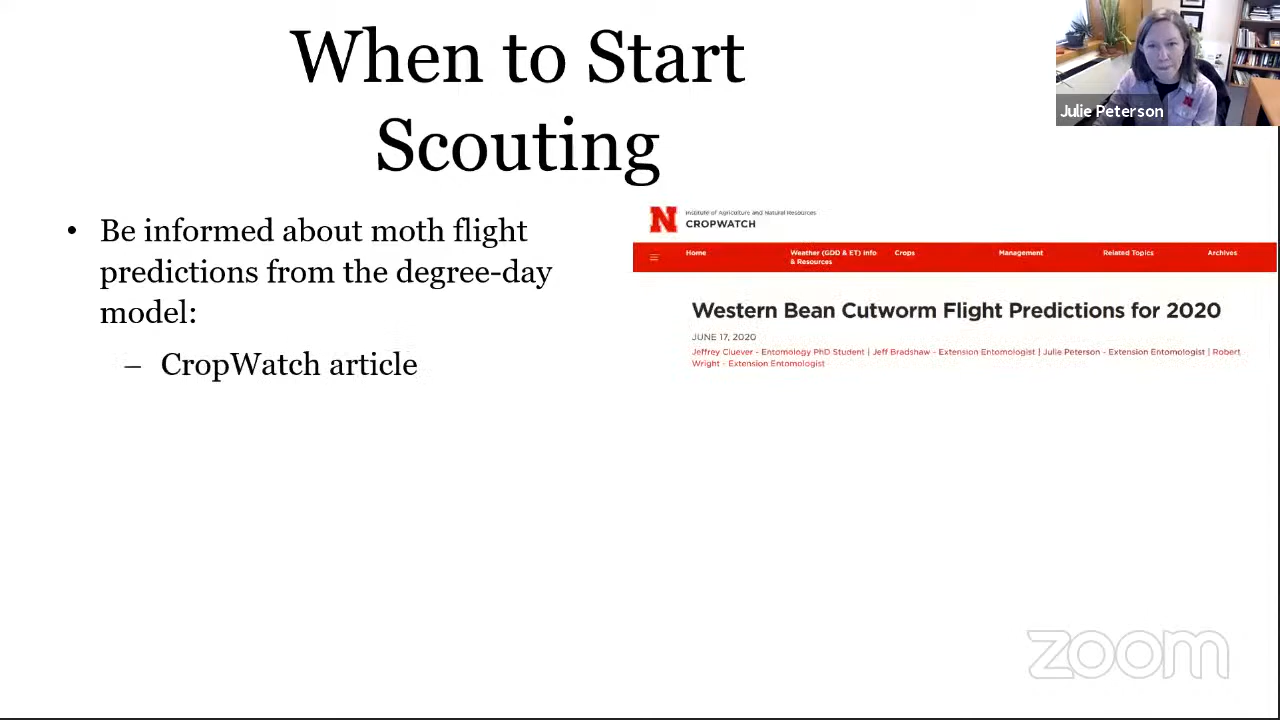 When to Start
Scouting
Julie Peterson
• Be informed about moth flight
predictions from the degree-day
model:
– CropWatch article
N
Institute of Agriculture and Natural Resources
CROPWATCH
Home
Weather (GDD & ET) Info
& Resources
Crops
Management
Related Topics
Archives
Western Bean Cutworm Flight Predictions for 2020
JUNE 17, 2020
Jeffrey Cluever - Entomology PhD Student | Jeff Bradshaw - Extension Entomologist | Julie Peterson - Extension Entomologist | Robert
Wright - Extension Entomologist
zoom